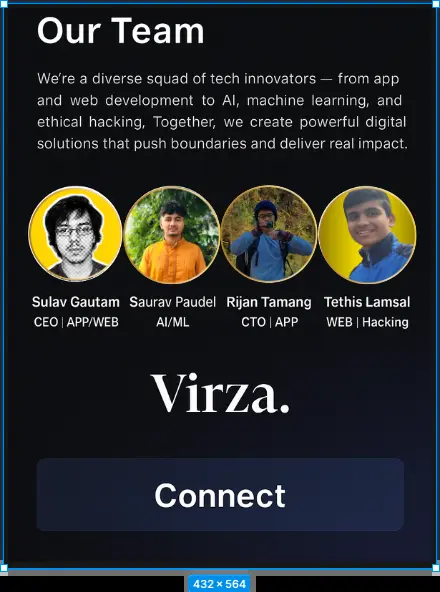 Our Team
We're a diverse squad of tech innovators — from app
and web development to AI, machine learning, and
ethical hacking, Together, we create powerful digital
solutions that push boundaries and deliver real impact.
Sulav Gautam Saurav Paudel Rijan Tamang Tethis Lamsal
CEO | APP/WEB AI/ML CTO | APP WEB | Hacking
Virza.
Connect
432 × 564